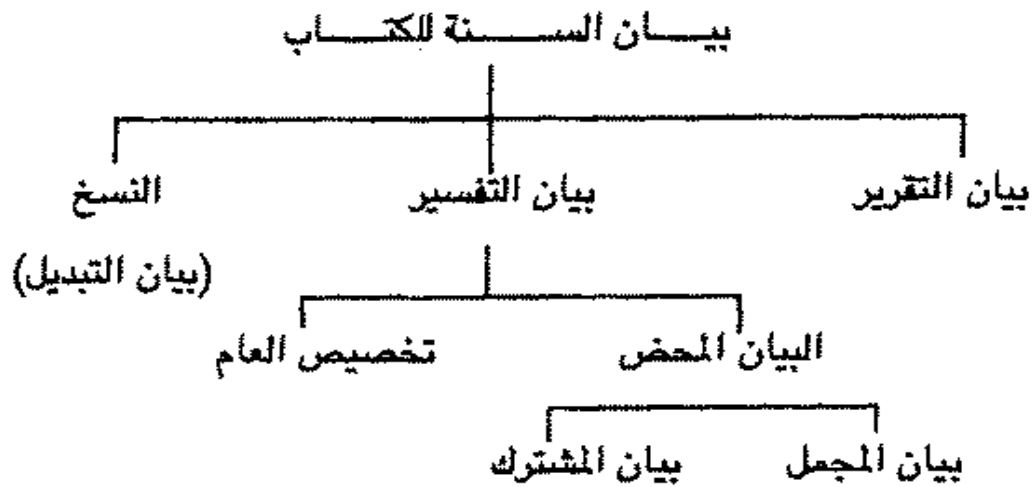 بيان السنة للكتاب
بيان التقرير بيان التفسير النسخ
(بيان التبديل)
البيان المحض تخصيص العام
بيان المجمل بيان المشترك